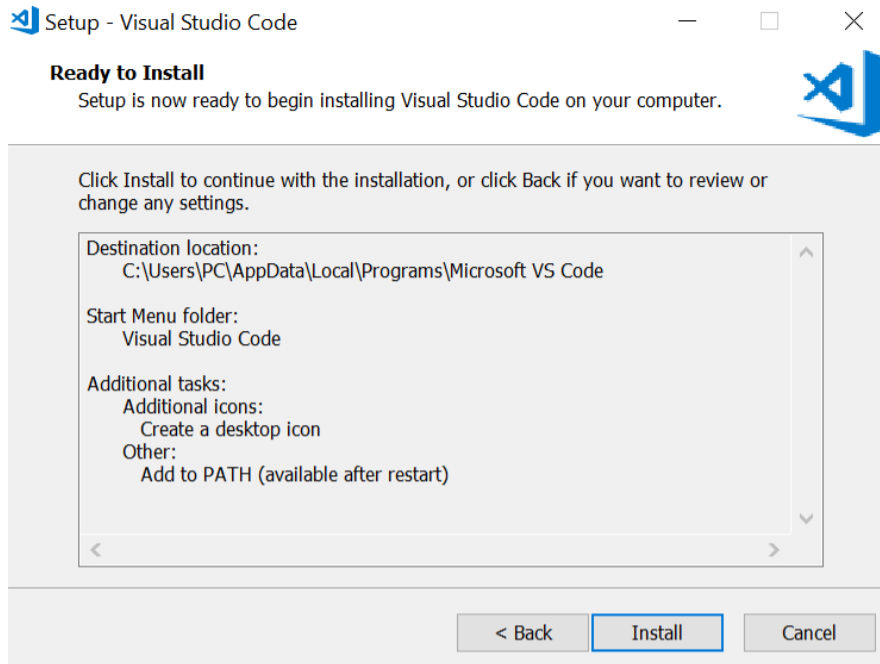 Setup - Visual Studio Code
Ready to Install
Setup is now ready to begin installing Visual Studio Code on your computer.
Click Install to continue with the installation, or click Back if you want to review or
change any settings.
Destination location:
C:\Users\PC\AppData\Local\Programs\Microsoft VS Code
Start Menu folder:
Visual Studio Code
Additional tasks:
Additional icons:
Create a desktop icon
Other:
Add to PATH (available after restart)
< Back Install Cancel